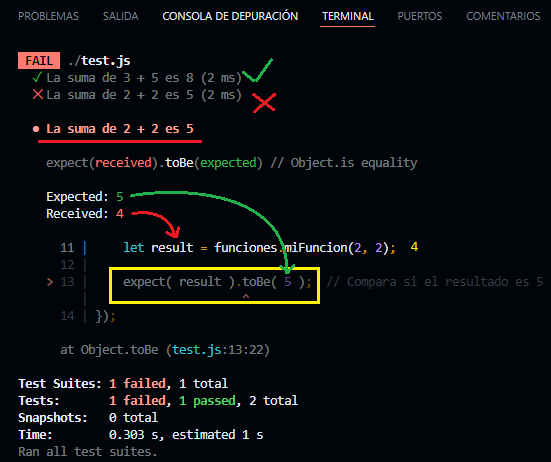 PROBLEMAS SALIDA CONSOLA DE DEPURACIÓN TERMINAL PUERTOS COMENTARIOS
FAIL ./test.js
✓ La suma de 3 + 5 es 8 (2 ms)
✕ La suma de 2 + 2 es 5 (2 ms)
● La suma de 2 + 2 es 5
expect(received).toBe(expected) // Object.is equality
Expected: 5
Received: 4
11 | let result = funciones.miFuncion(2, 2); 4
12 |
> 13 | expect( result ).toBe( 5 ); // Compara si el resultado es 5
| ^
14 | });
at Object.toBe (test.js:13:22)
Test Suites: 1 failed, 1 total
Tests: 1 failed, 1 passed, 2 total
Snapshots: 0 total
Time: 0.303 s, estimated 1 s
Ran all test suites.